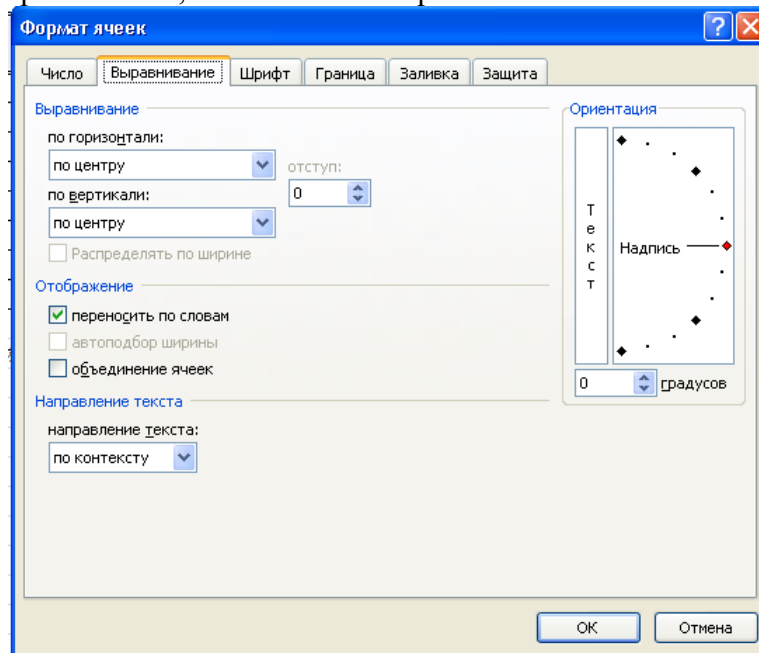 Формат ячеек
Число Выравнивание Шрифт Граница Заливка Защита
Выравнивание
по горизонтали:
по центру
отступ:
0
по вертикали:
по центру
Распределять по ширине
Отображение
переносить по словам
автоподбор ширины
объединение ячеек
Направление текста
направление текста:
по контексту
Ориентация
Текст
Надпись
0 градусов
ОК Отмена